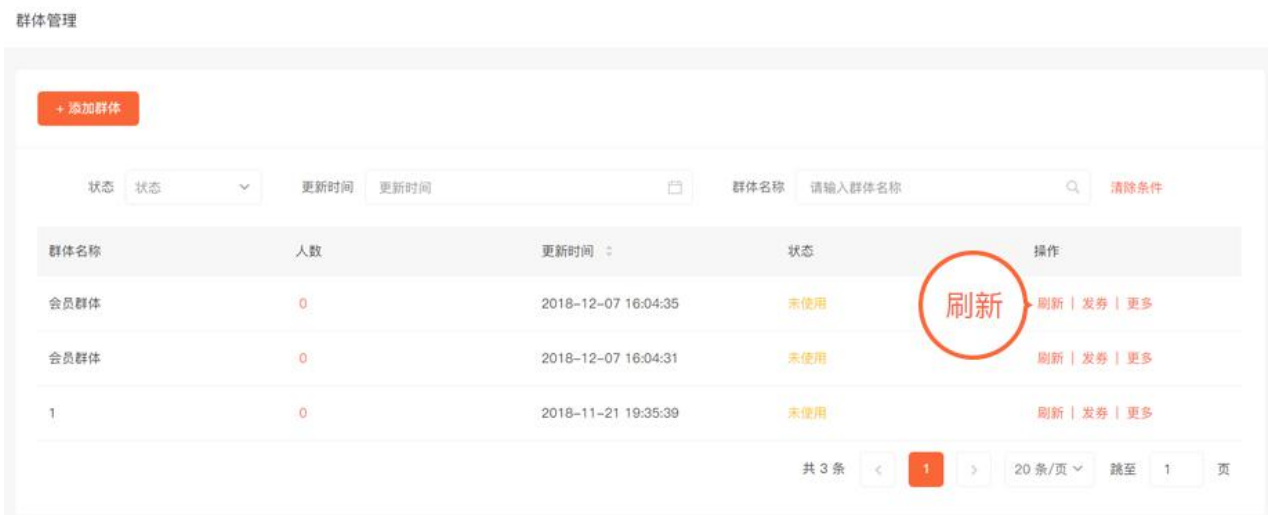 群体管理
+ 添加群体
状态 状态 更新时间 更新时间 群体名称 请输入群体名称 清除条件
群体名称 人数 更新时间 状态 操作
会员群体 0 2018-12-07 16:04:35 未使用 刷新 刷新 | 发券 | 更多
会员群体 0 2018-12-07 16:04:31 未使用 刷新 | 发券 | 更多
1 0 2018-11-21 19:35:39 未使用 刷新 | 发券 | 更多
共 3 条 < 1 > 20 条/页 跳至 1 页